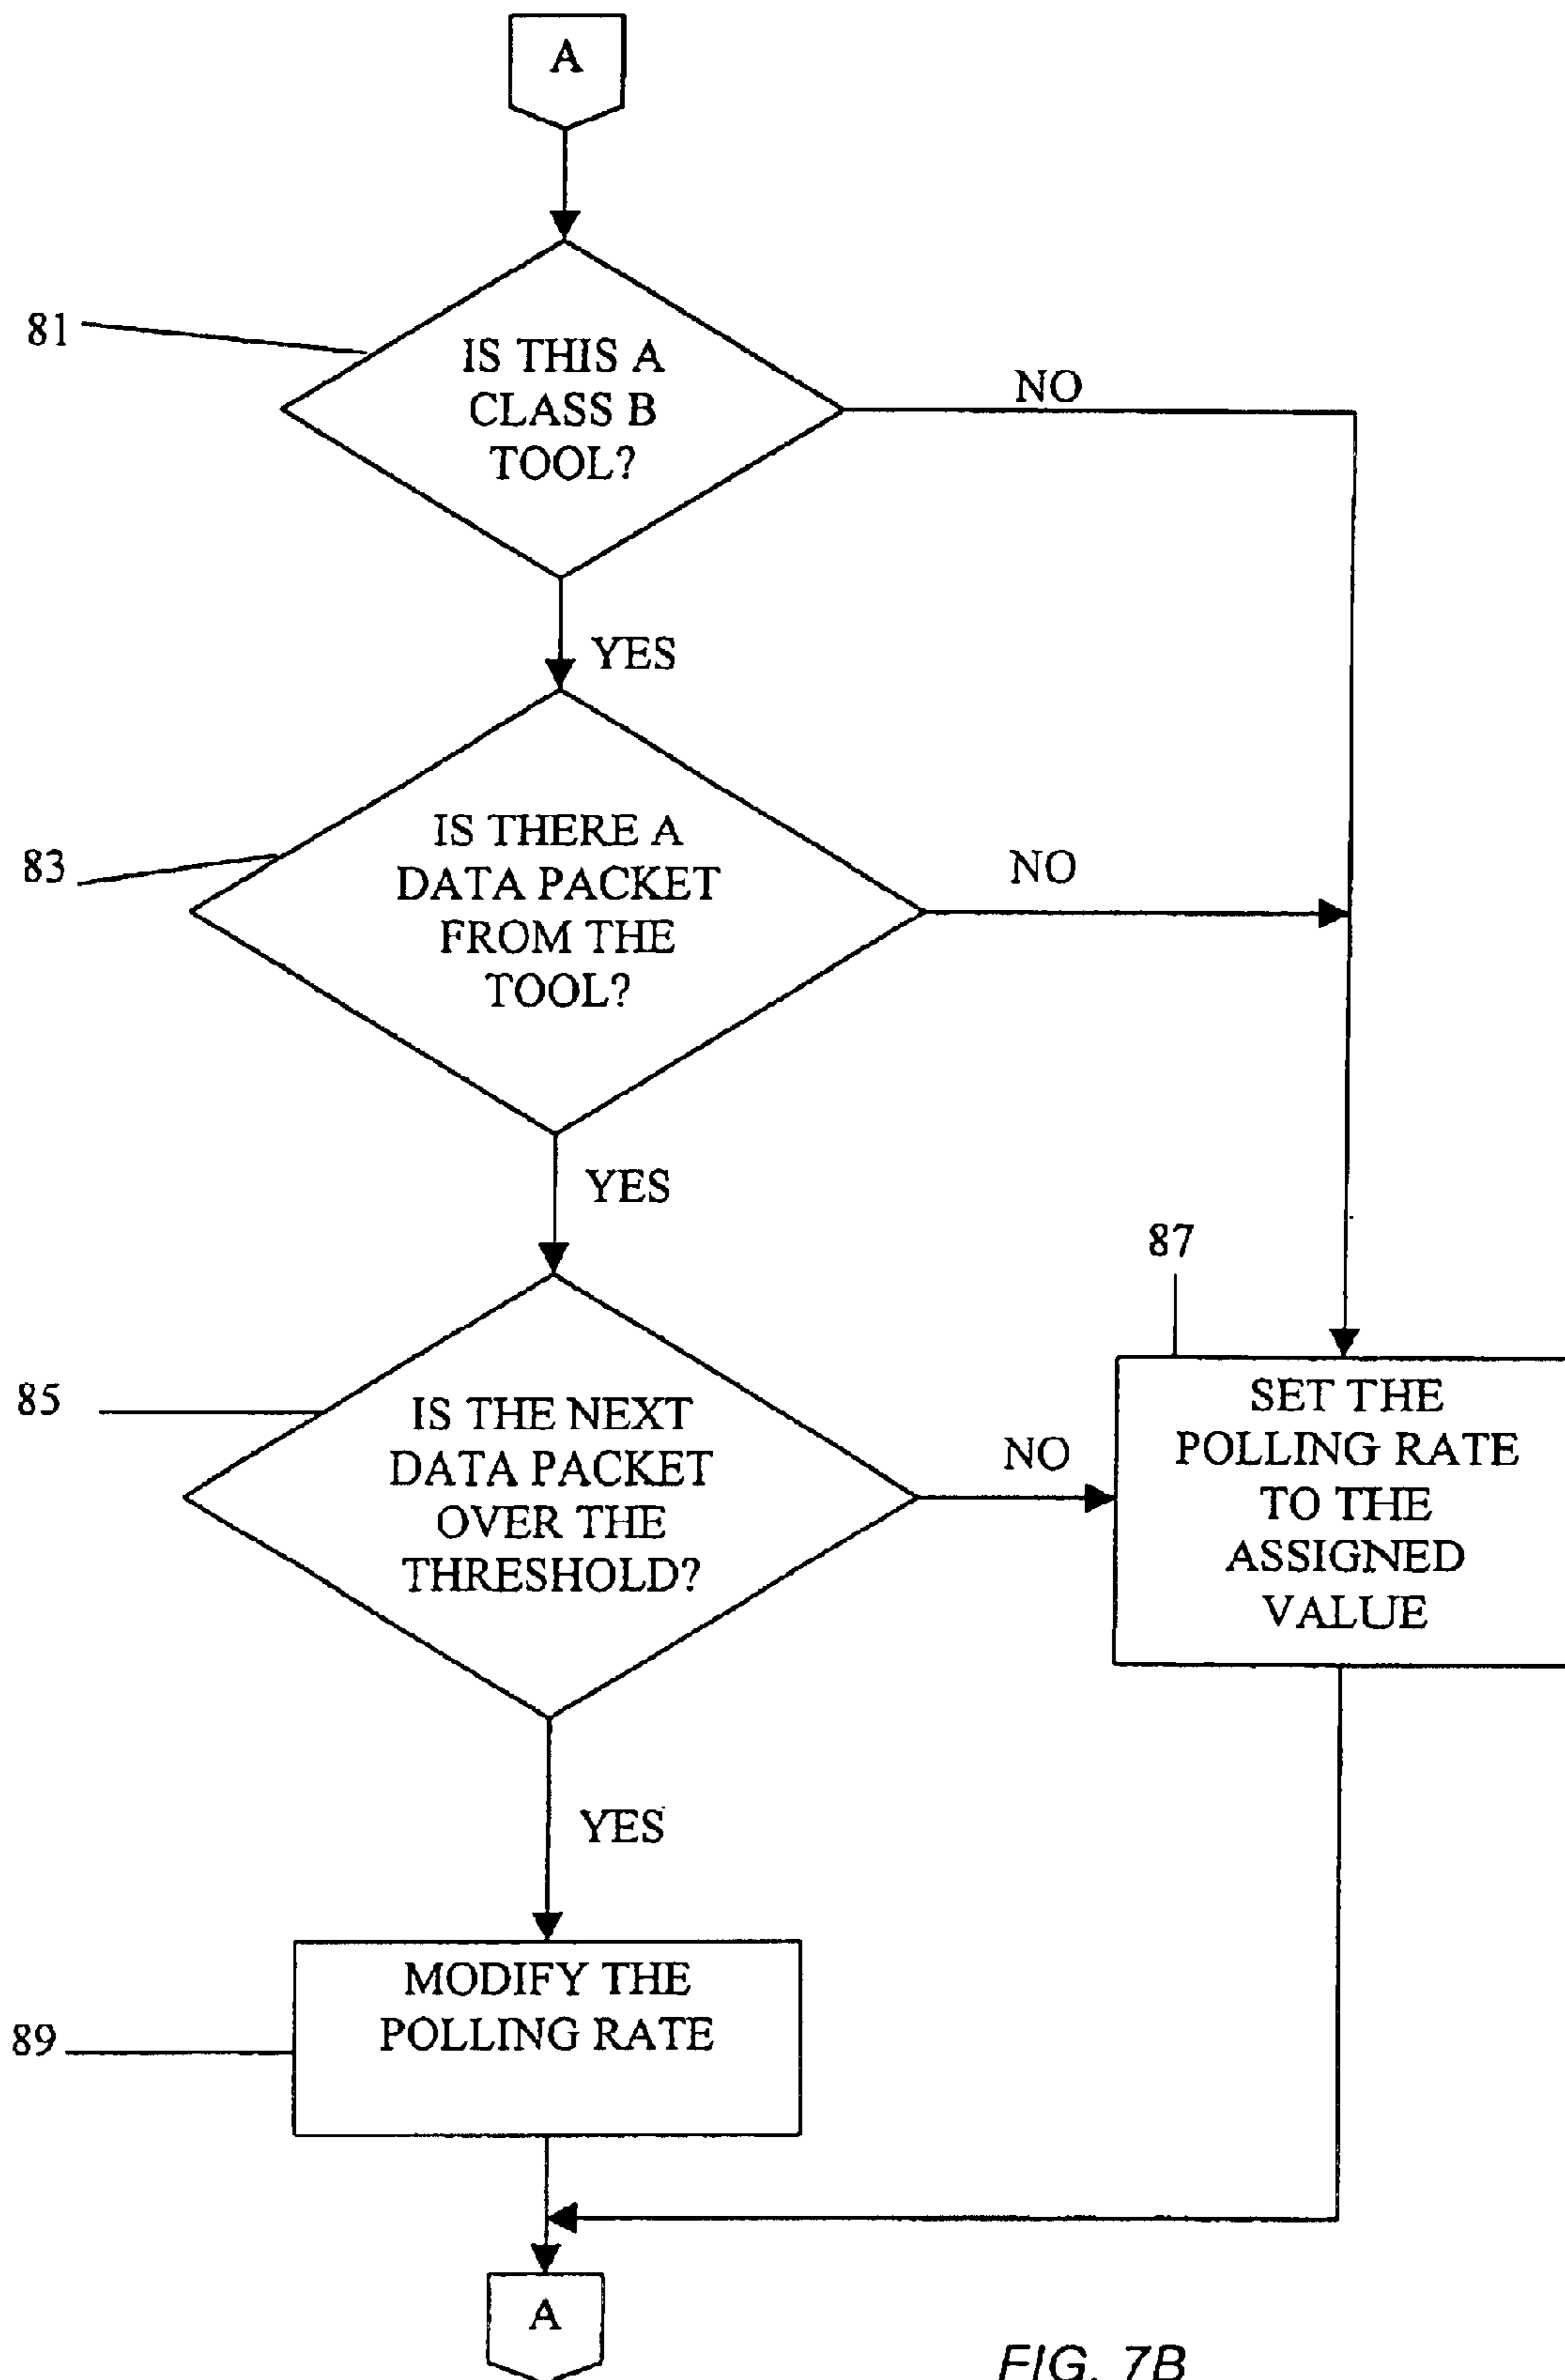 A
81
IS THIS A
CLASS B
TOOL?
NO
YES
83
IS THERE A
DATA PACKET
FROM THE
TOOL?
NO
YES
87
85
IS THE NEXT
DATA PACKET
OVER THE
THRESHOLD?
NO
SET THE
POLLING RATE
TO THE
ASSIGNED
VALUE
YES
89
MODIFY THE
POLLING RATE
A
FIG. 7B